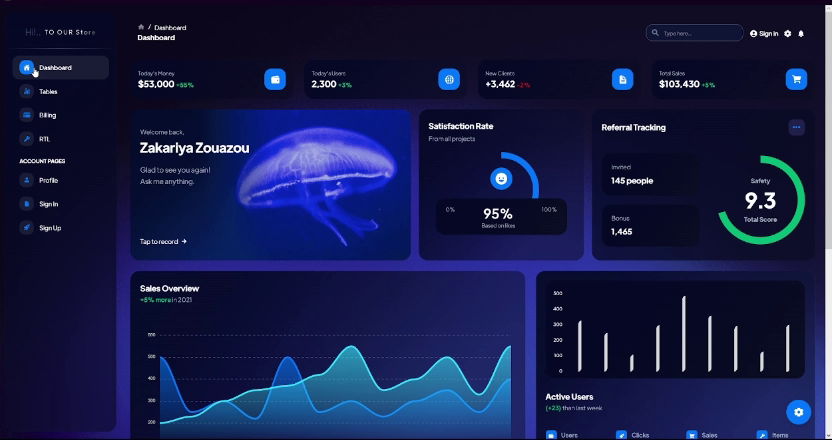 Hi!.. TO OUR Store
Dashboard
Tables
Billing
RTL
ACCOUNT PAGES
Profile
Sign In
Sign Up
/ Dashboard
Dashboard
Type here...
Sign in
Today's Money
$53,000 +55%
Today's Users
2,300 +3%
New Clients
+3,462 -2%
Total Sales
$103,430 +5%
Welcome back,
Zakariya Zouazou
Glad to see you again!
Ask me anything.
Tap to record →
Satisfaction Rate
From all projects
0%
95%
100%
Based on likes
Referral Tracking
Invited
145 people
Bonus
1,465
Safety
9.3
Total Score
Sales Overview
+5% more in 2021
600
500
400
300
200
500
400
300
200
100
0
Active Users
(+23) than last week
Users
Clicks
Sales
Items